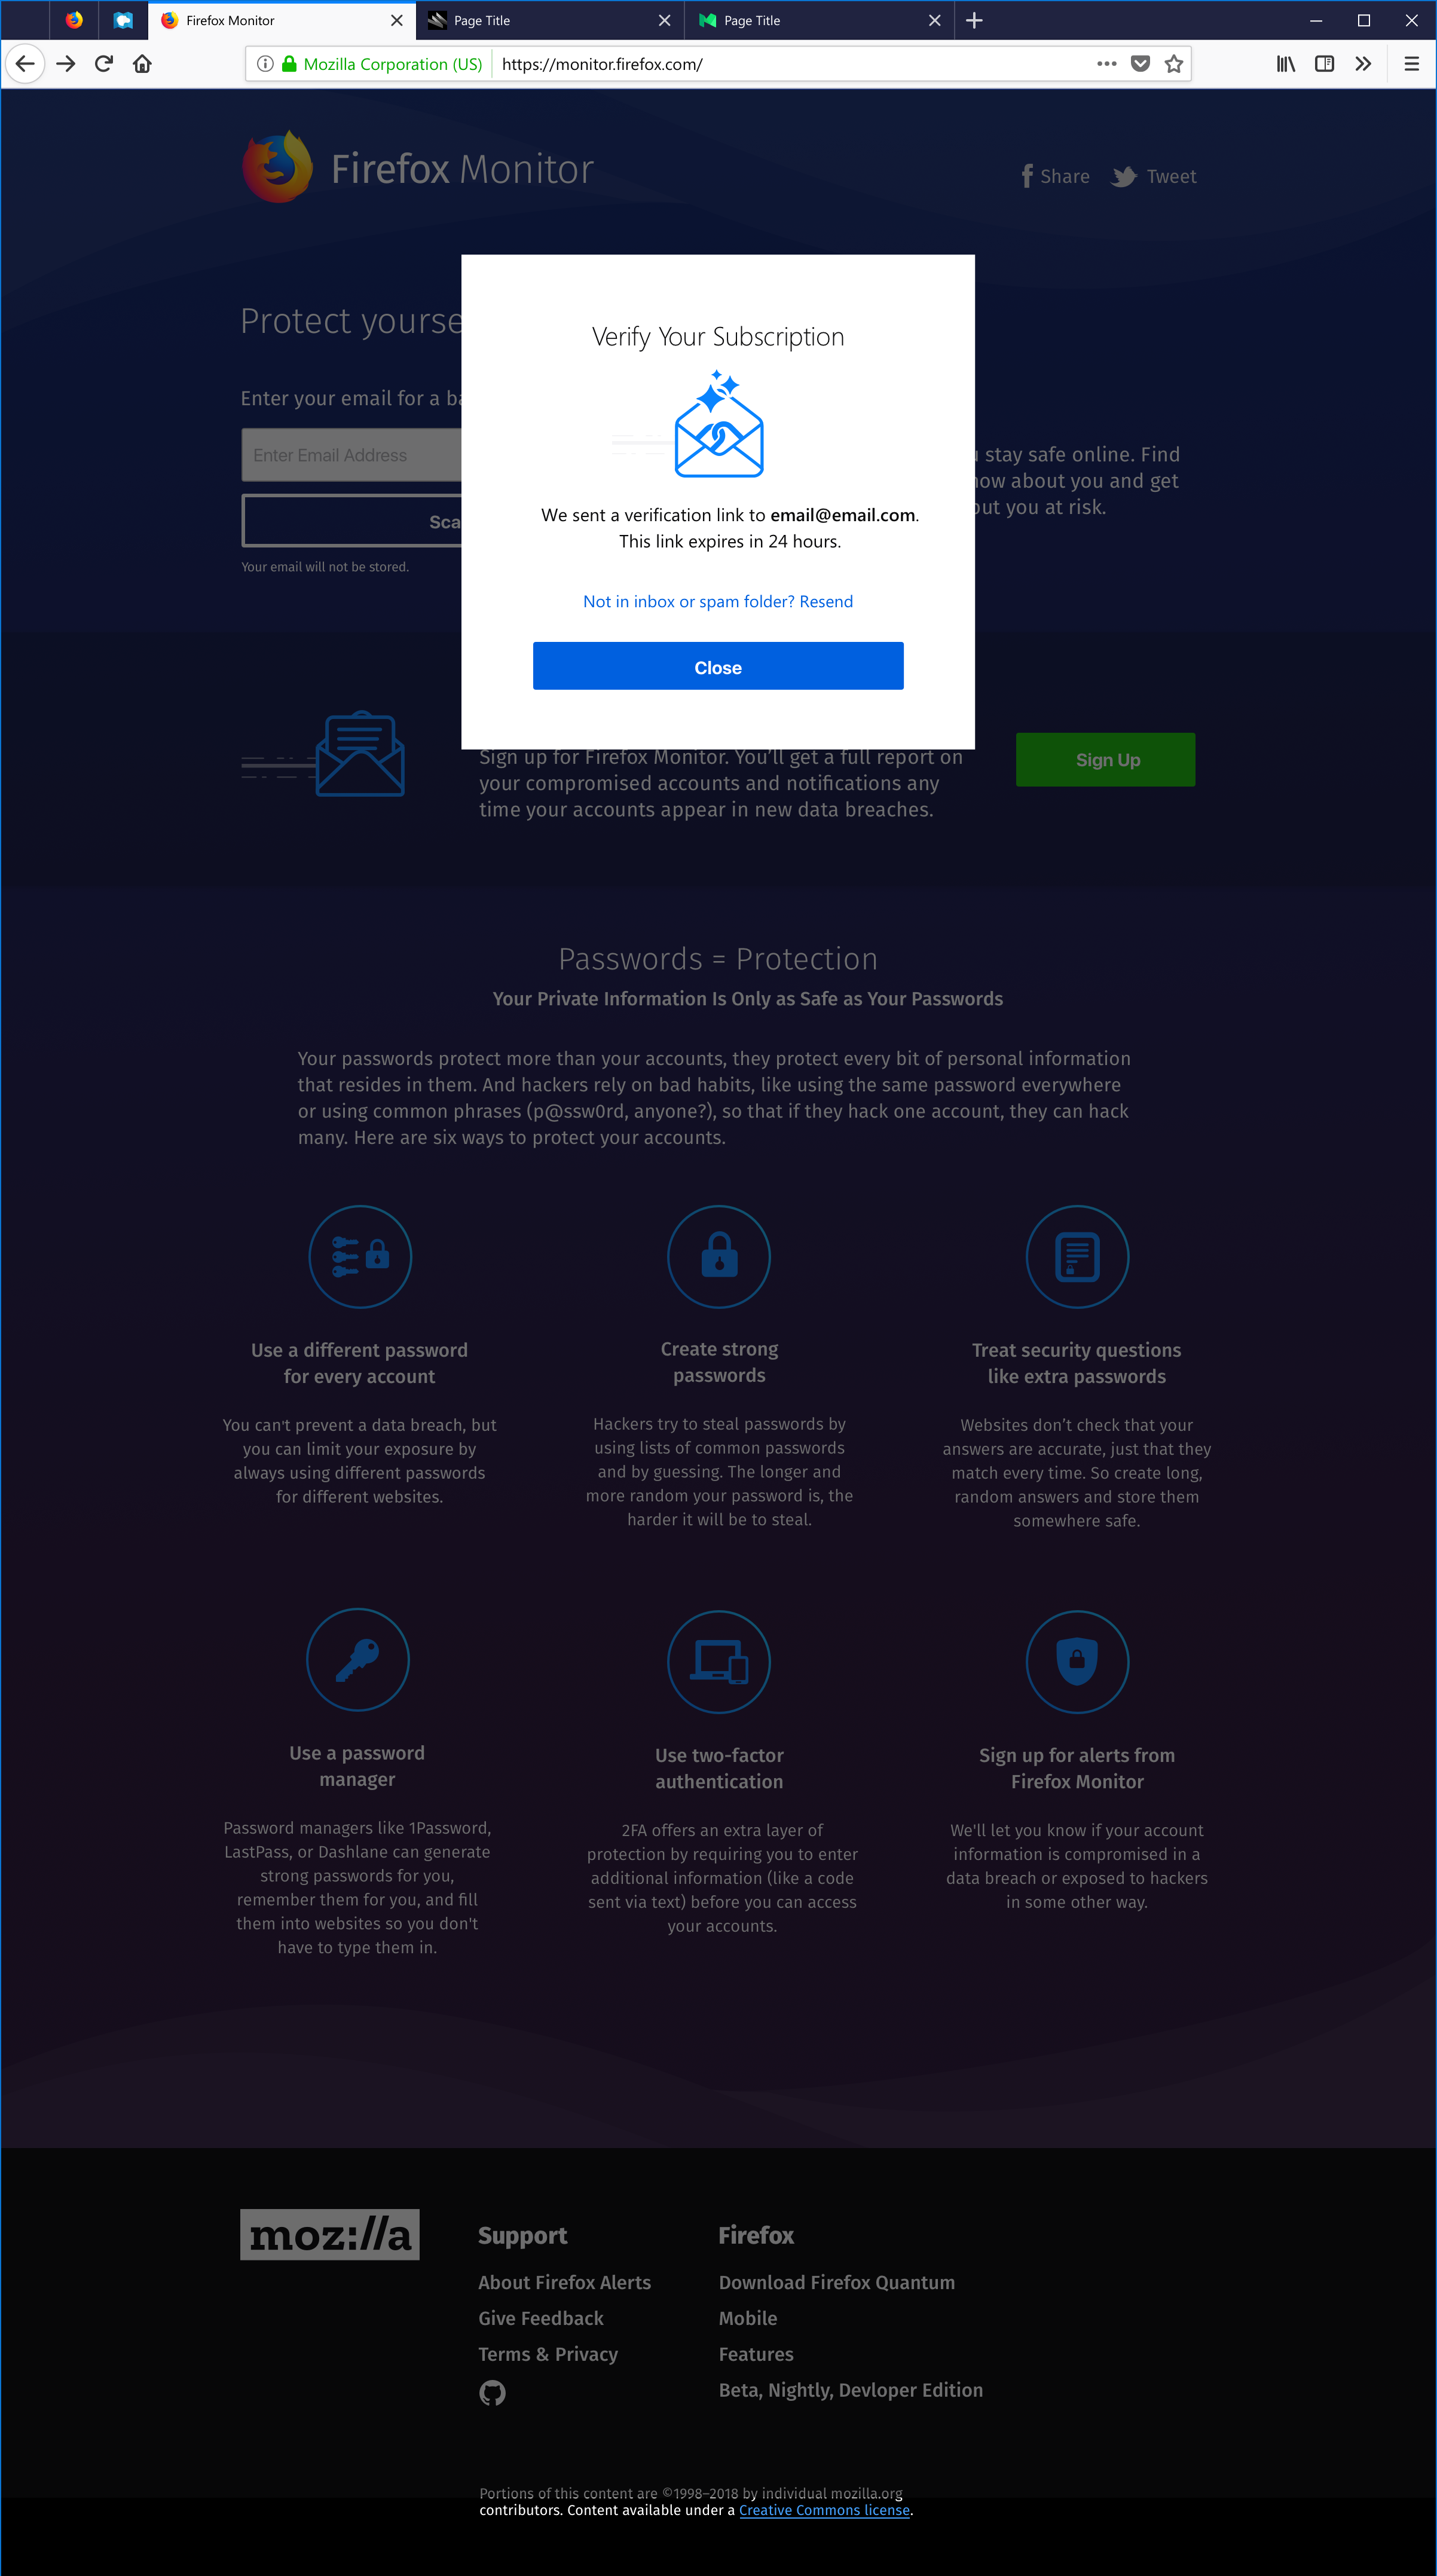 Firefox Monitor
Page Title
Page Title
Mozilla Corporation (US)
https://monitor.firefox.com/
Firefox Monitor
Share
Tweet
Protect yourse
Enter your email for a ba
Enter Email Address
Sca
Your email will not be stored.
stay safe online. Find
now about you and get
out you at risk.
Verify Your Subscription
We sent a verification link to email@email.com.
This link expires in 24 hours.
Not in inbox or spam folder? Resend
Close
Sign up for Firefox Monitor. You'll get a full report on
your compromised accounts and notifications any
time your accounts appear in new data breaches.
Sign Up
Passwords = Protection
Your Private Information Is Only as Safe as Your Passwords
Your passwords protect more than your accounts, they protect every bit of personal information
that resides in them. And hackers rely on bad habits, like using the same password everywhere
or using common phrases (p@ssw0rd, anyone?), so that if they hack one account, they can hack
many. Here are six ways to protect your accounts.
Use a different password
for every account
You can't prevent a data breach, but
you can limit your exposure by
always using different passwords
for different websites.
Create strong
passwords
Hackers try to steal passwords by
using lists of common passwords
and by guessing. The longer and
more random your password is, the
harder it will be to steal.
Treat security questions
like extra passwords
Websites don’t check that your
answers are accurate, just that they
match every time. So create long,
random answers and store them
somewhere safe.
Use a password
manager
Password managers like 1Password,
LastPass, or Dashlane can generate
strong passwords for you,
remember them for you, and fill
them into websites so you don't
have to type them in.
Use two-factor
authentication
2FA offers an extra layer of
protection by requiring you to enter
additional information (like a code
sent via text) before you can access
your accounts.
Sign up for alerts from
Firefox Monitor
We'll let you know if your account
information is compromised in a
data breach or exposed to hackers
in some other way.
moz://a
Support
About Firefox Alerts
Give Feedback
Terms & Privacy
Firefox
Download Firefox Quantum
Mobile
Features
Beta, Nightly, Devloper Edition
Portions of this content are ©1998–2018 by individual mozilla.org
contributors. Content available under a Creative Commons license.